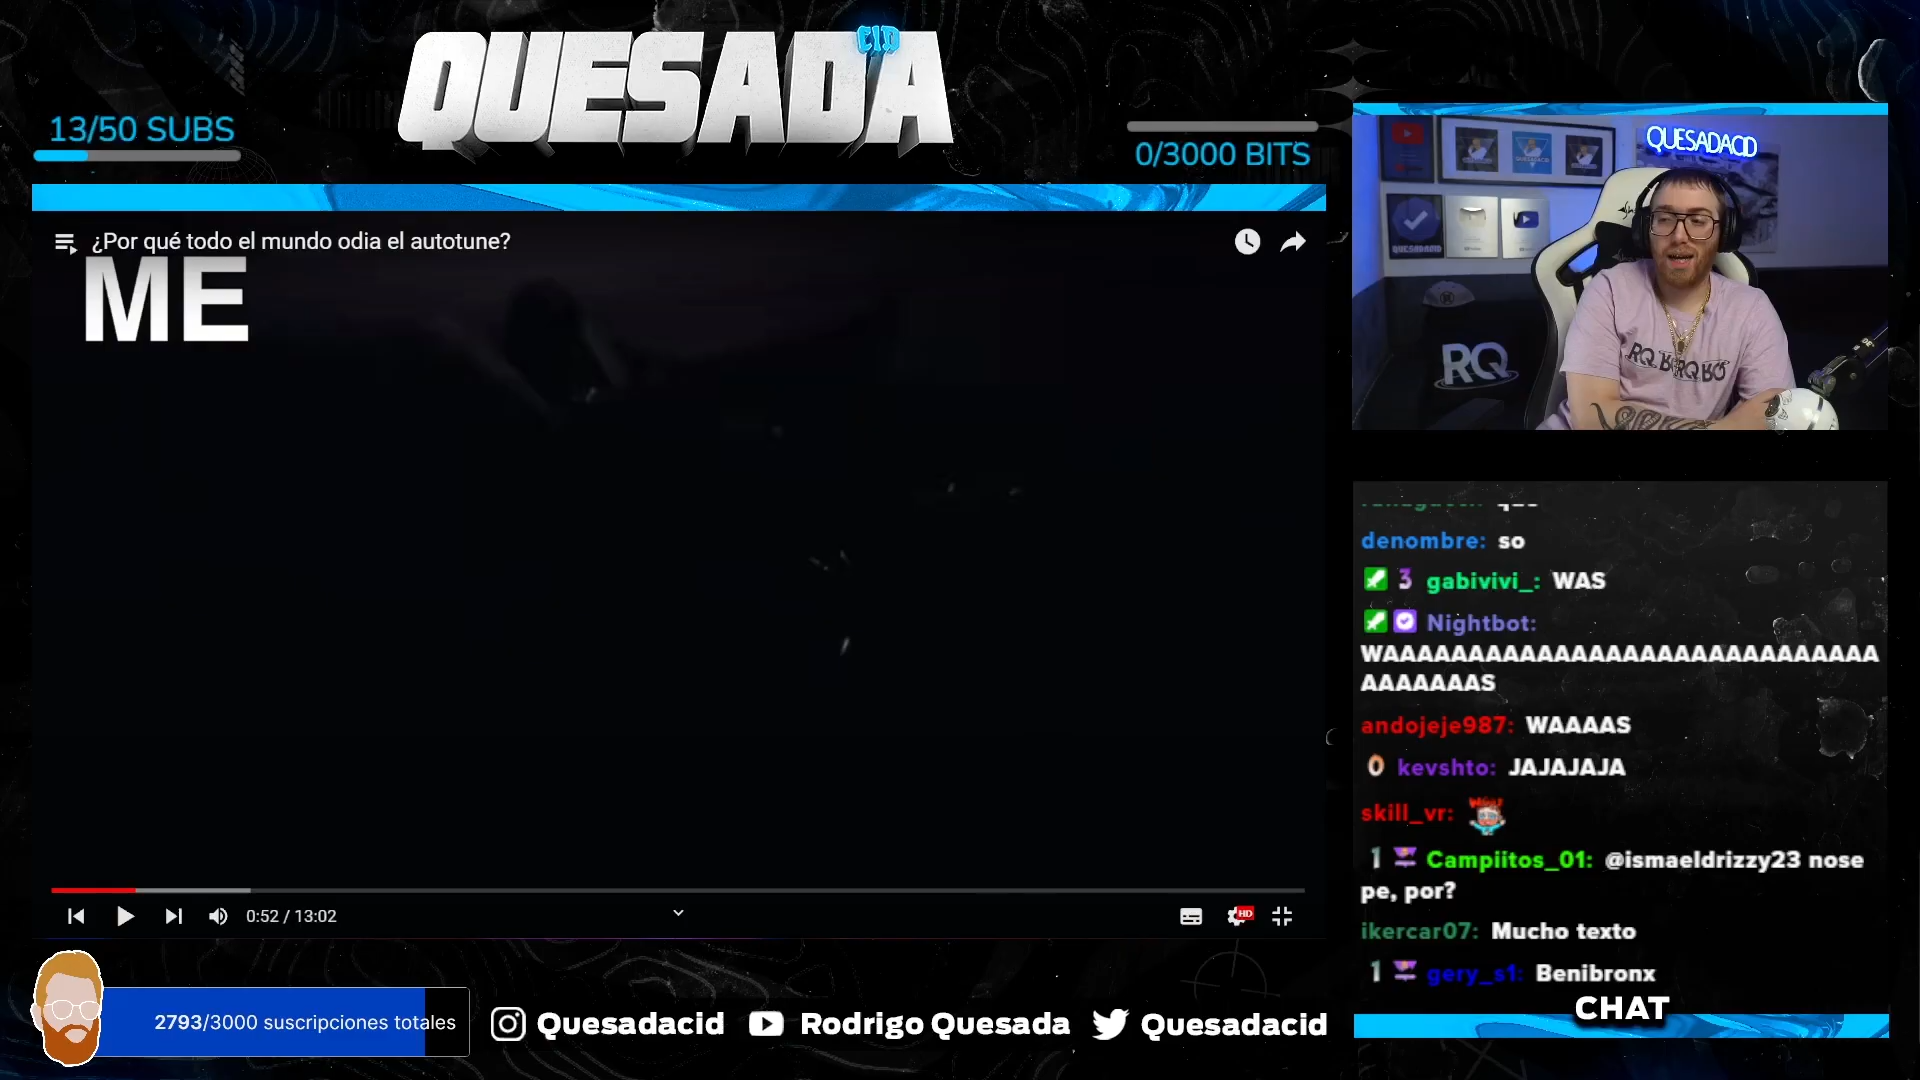 QUESADA
CID
13/50 SUBS
0/3000 BITS
¿Por qué todo el mundo odia el autotune?
ME
0:52 / 13:02
HD
QUESADACID
QUESADACID
RQ
denombre: so
3 gabivivi_: WAS
Nightbot:
WAAAAAAAAAAAAAAAAAAAAAAAAAAAAA
AAAAAAAS
andojeje987: WAAAAS
0 kevshto: JAJAJAJA
skill_vr:
1 Campiitos_01: @ismaeldrizzy23 nose
pe, por?
ikercar07: Mucho texto
1 gery_s1: Benibronx
CHAT
2793/3000 suscripciones totales
Quesadacid
Rodrigo Quesada
Quesadacid